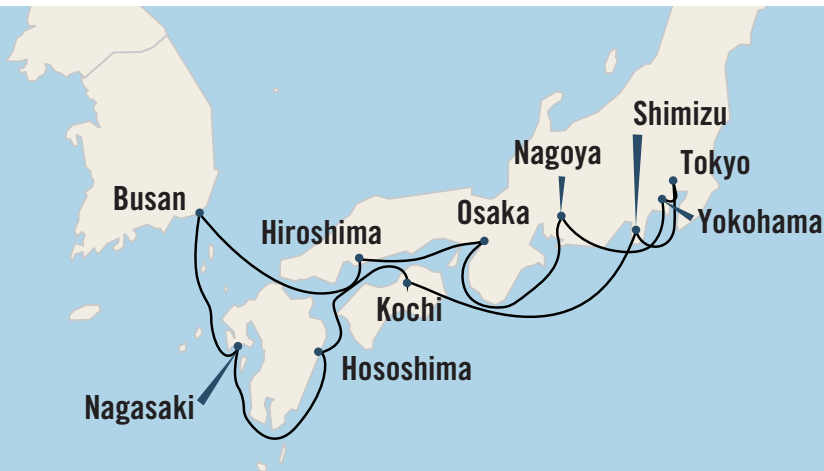 Shimizu
Nagoya
Tokyo
Busan
Osaka
Yokohama
Hiroshima
Kochi
Hososhima
Nagasaki